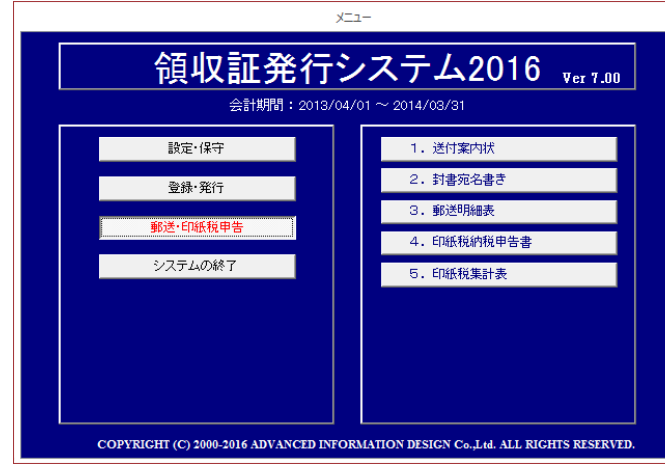 メニュー
領収証発行システム2016 Ver 7.00
会計期間：2013/04/01 ～ 2014/03/31
設定・保守
登録・発行
郵送・印紙税申告
システムの終了
1．送付案内状
2．封書宛名書き
3．郵送明細表
4．印紙税納税申告書
5．印紙税集計表
COPYRIGHT (C) 2000-2016 ADVANCED INFORMATION DESIGN Co.,Ltd. ALL RIGHTS RESERVED.